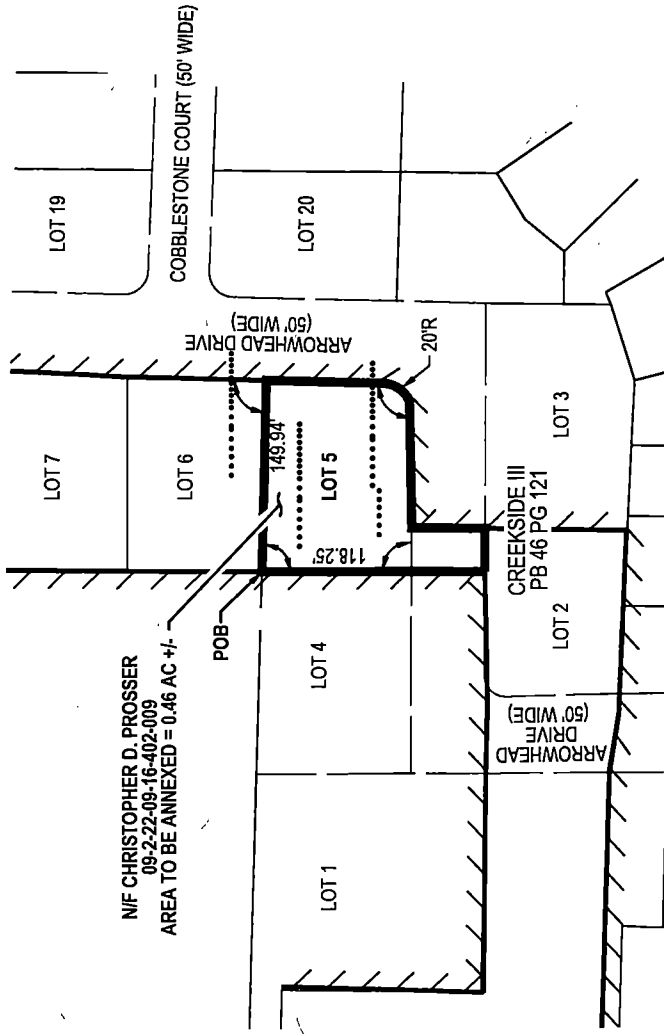 N/F CHRISTOPHER D. PROSSER
09-2-22-09-16-402-009
AREA TO BE ANNEXED = 0.46 AC +/-
POB
LOT 7
LOT 6
149.94'
LOT 5
118.25'
LOT 4
LOT 1
LOT 19
COBBLESTONE COURT (50' WIDE)
LOT 20
ARROWHEAD DRIVE
(50' WIDE)
20'R
LOT 3
CREEKSIDE III
PB 46 PG 121
LOT 2
ARROWHEAD
DRIVE
(50' WIDE)